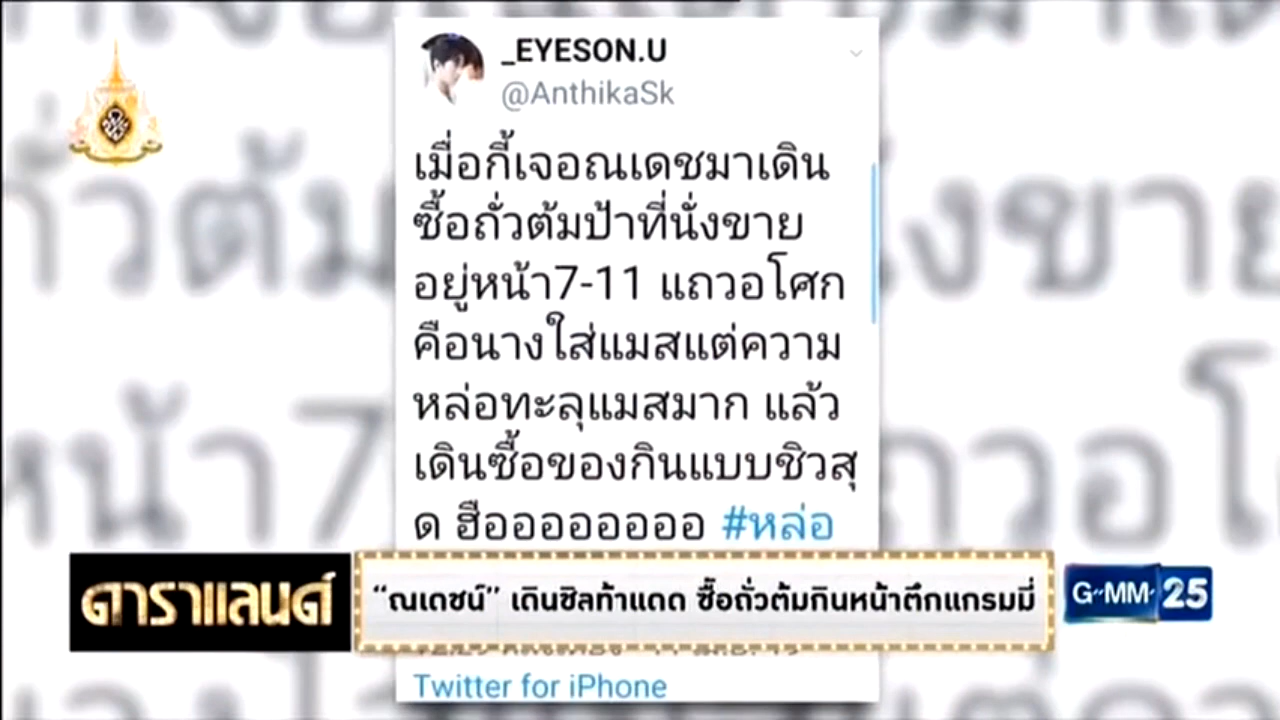 _EYESON.U
@AnthikaSk
เมื่อกี้เจอณเดชมาเดิน
ซื้อถั่วต้มป้าที่นั่งขาย
อยู่หน้า7-11 แถวอโศก
คือนางใส่แมสแต่ความ
หล่อทะลุแมสมาก แล้ว
เดินซื้อของกินแบบชิวสุ
ด ฮืออออออออ #หล่อ
ดาราแลนด์
“ณเดชน์” เดินชิลท้าแดด ซื้อถั่วต้มกินหน้าตึกแกรมมี่
GMM 25
Twitter for iPhone